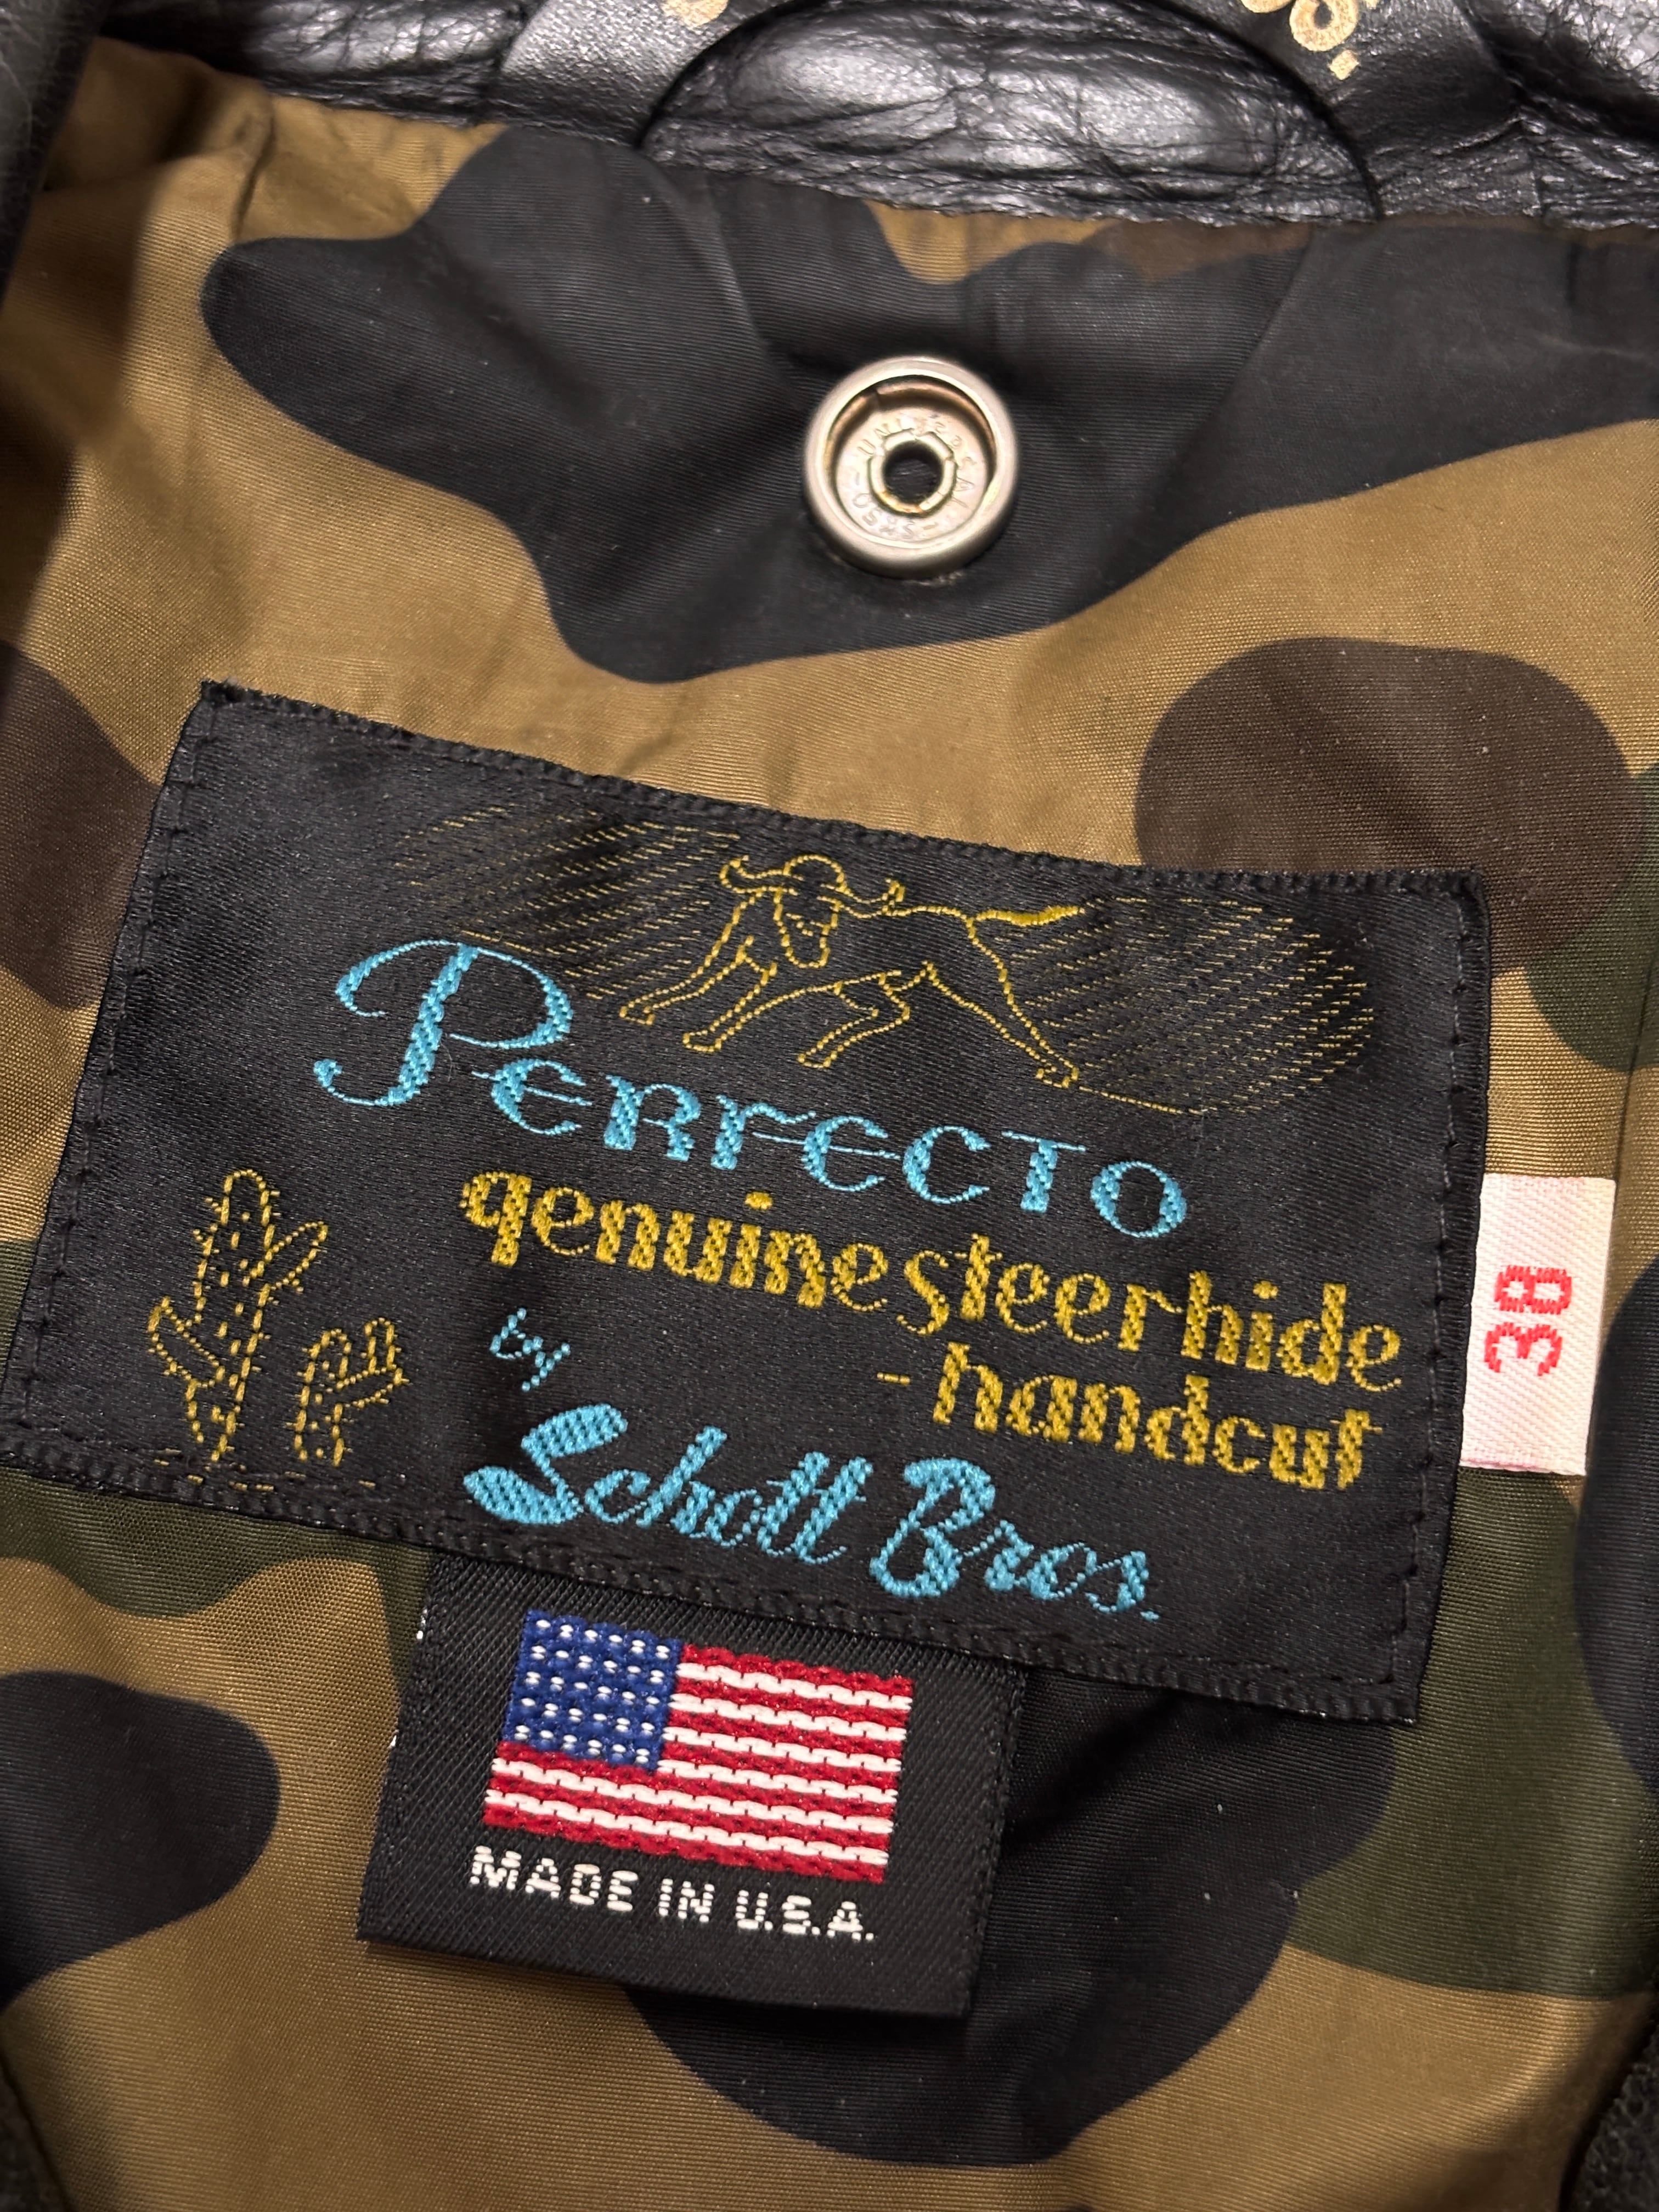 Perfecto
genuine steerhide
-handcut
by
Schott Bros.
38
MADE IN U.S.A.